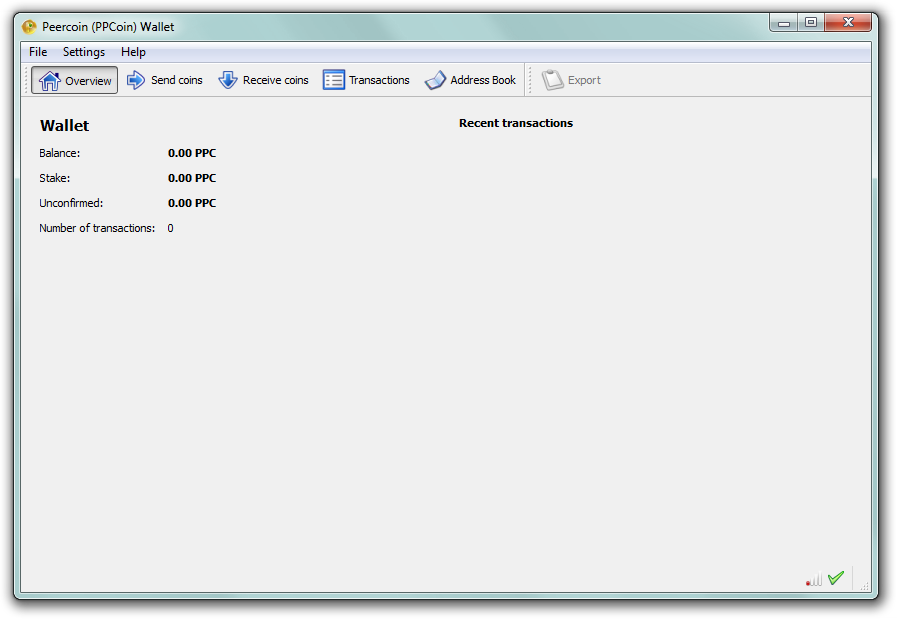 Peercoin (PPCoin) Wallet
File Settings Help
Overview Send coins Receive coins Transactions Address Book Export
Wallet
Balance: 0.00 PPC
Stake: 0.00 PPC
Unconfirmed: 0.00 PPC
Number of transactions: 0
Recent transactions